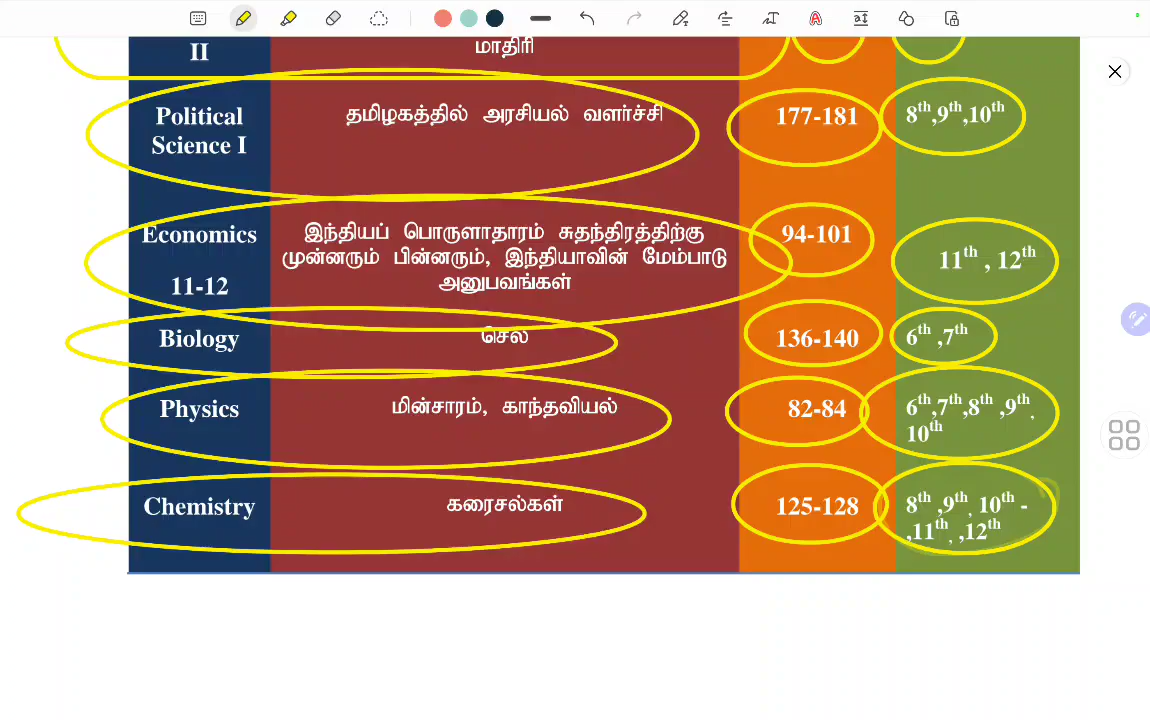 II
மாதிரி
Political Science I
தமிழகத்தில் அரசியல் வளர்ச்சி
177-181
8th,9th,10th
Economics
11-12
இந்தியப் பொருளாதாரம் சுதந்திரத்திற்கு
முன்னரும் பின்னரும், இந்தியாவின் மேம்பாடு
அனுபவங்கள்
94-101
11th , 12th
Biology
செல்
136-140
6th ,7th
Physics
மின்சாரம், காந்தவியல்
82-84
6th,7th,8th ,9th,
10th
Chemistry
கரைசல்கள்
125-128
8th ,9th, 10th -
,11th, ,12th